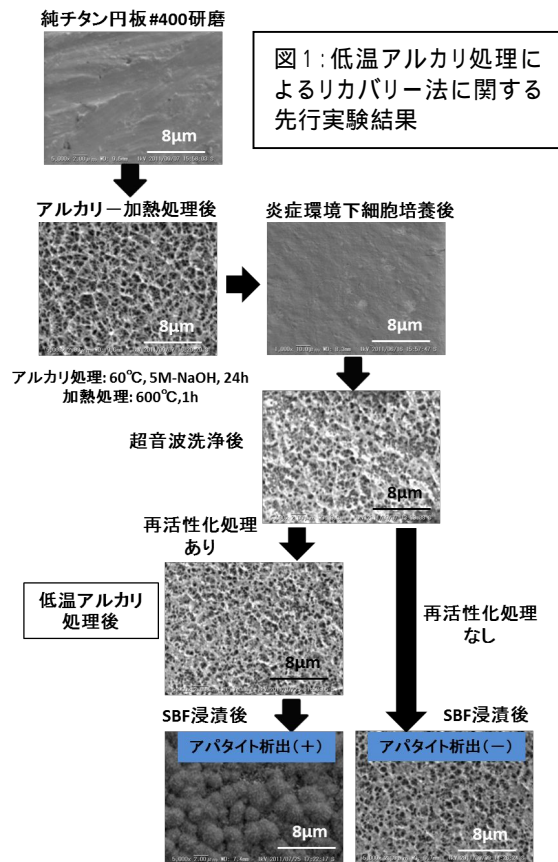 純チタン円板#400研磨
図1:低温アルカリ処理に
よるリカバリー法に関する
先行実験結果
8μm
アルカリー加熱処理後
炎症環境下細胞培養後
8μm
8μm
アルカリ処理: 60℃, 5M-NaOH, 24h
加熱処理: 600℃,1h
超音波洗浄後
8μm
再活性化処理
あり
低温アルカリ
処理後
8μm
再活性化処理
なし
SBF浸漬後
SBF浸漬後
アパタイト析出(+)
アパタイト析出(-)
8μm
8μm